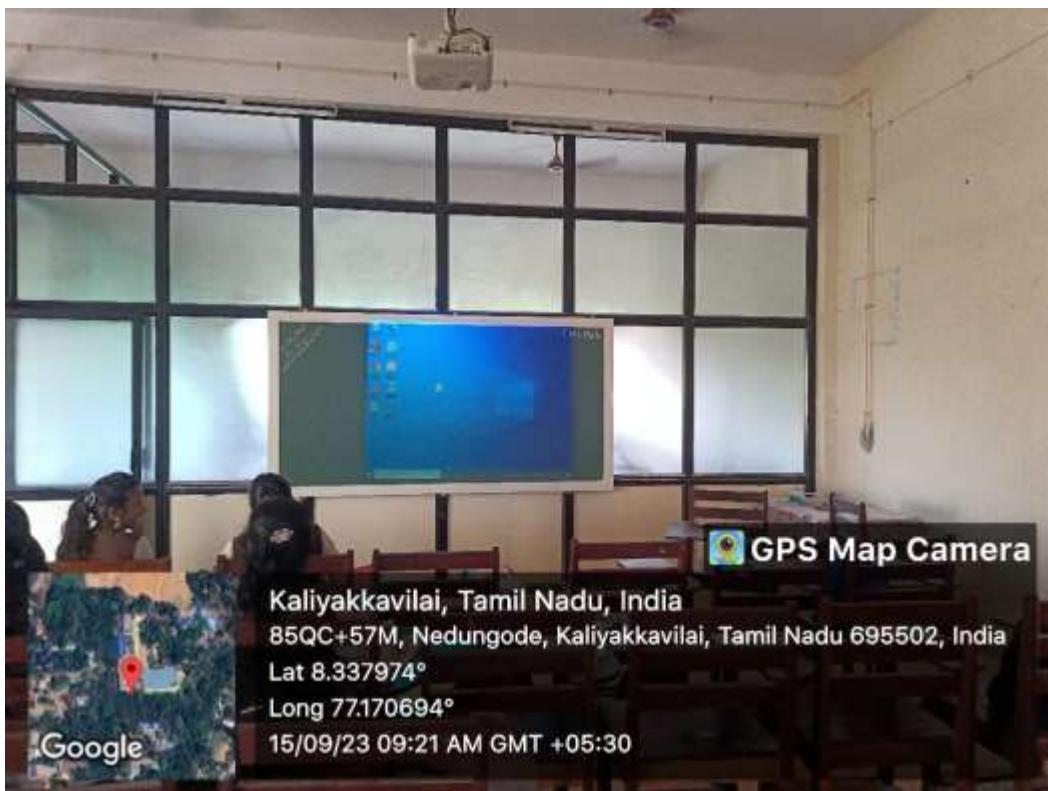 GPS Map Camera
Kaliyakkavilai, Tamil Nadu, India
85QC+57M, Nedungode, Kaliyakkavilai, Tamil Nadu 695502, India
Lat 8.337974°
Long 77.170694°
15/09/23 09:21 AM GMT +05:30
Google